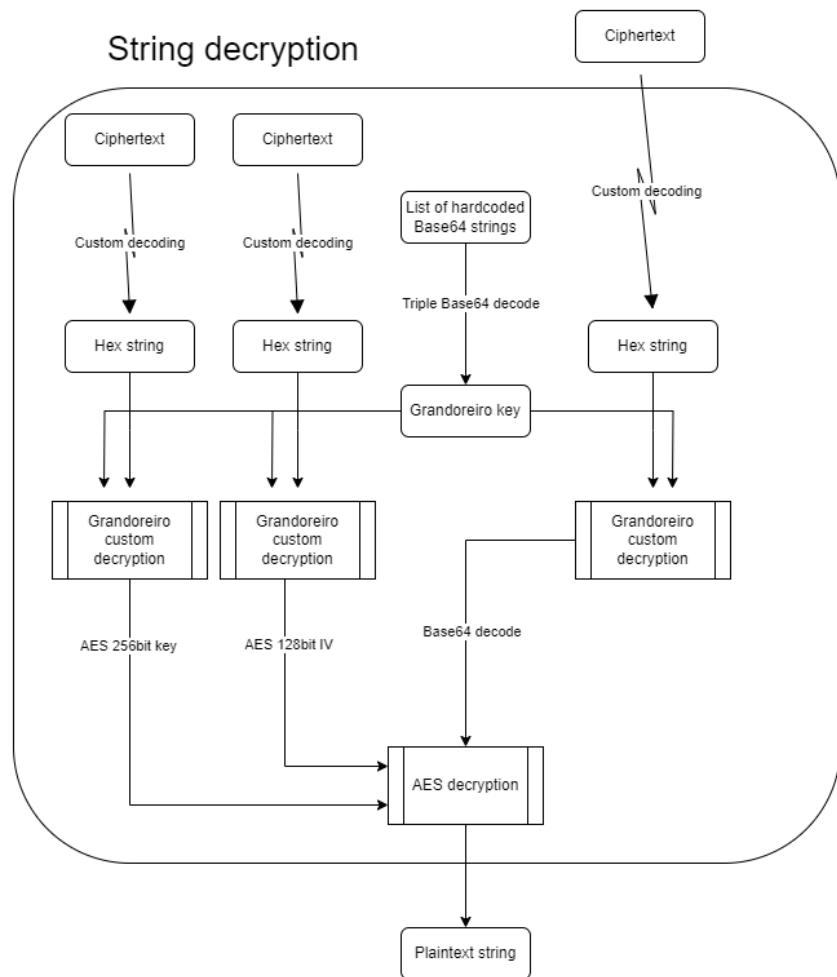 String decryption
Ciphertext
Ciphertext
Ciphertext
Custom decoding
List of hardcoded
Base64 strings
Custom decoding
Custom decoding
Triple Base64 decode
Hex string
Hex string
Hex string
Grandoreiro key
Grandoreiro
custom
decryption
Grandoreiro
custom
decryption
Grandoreiro
custom
decryption
AES 256bit key
AES 128bit IV
Base64 decode
AES decryption
Plaintext string